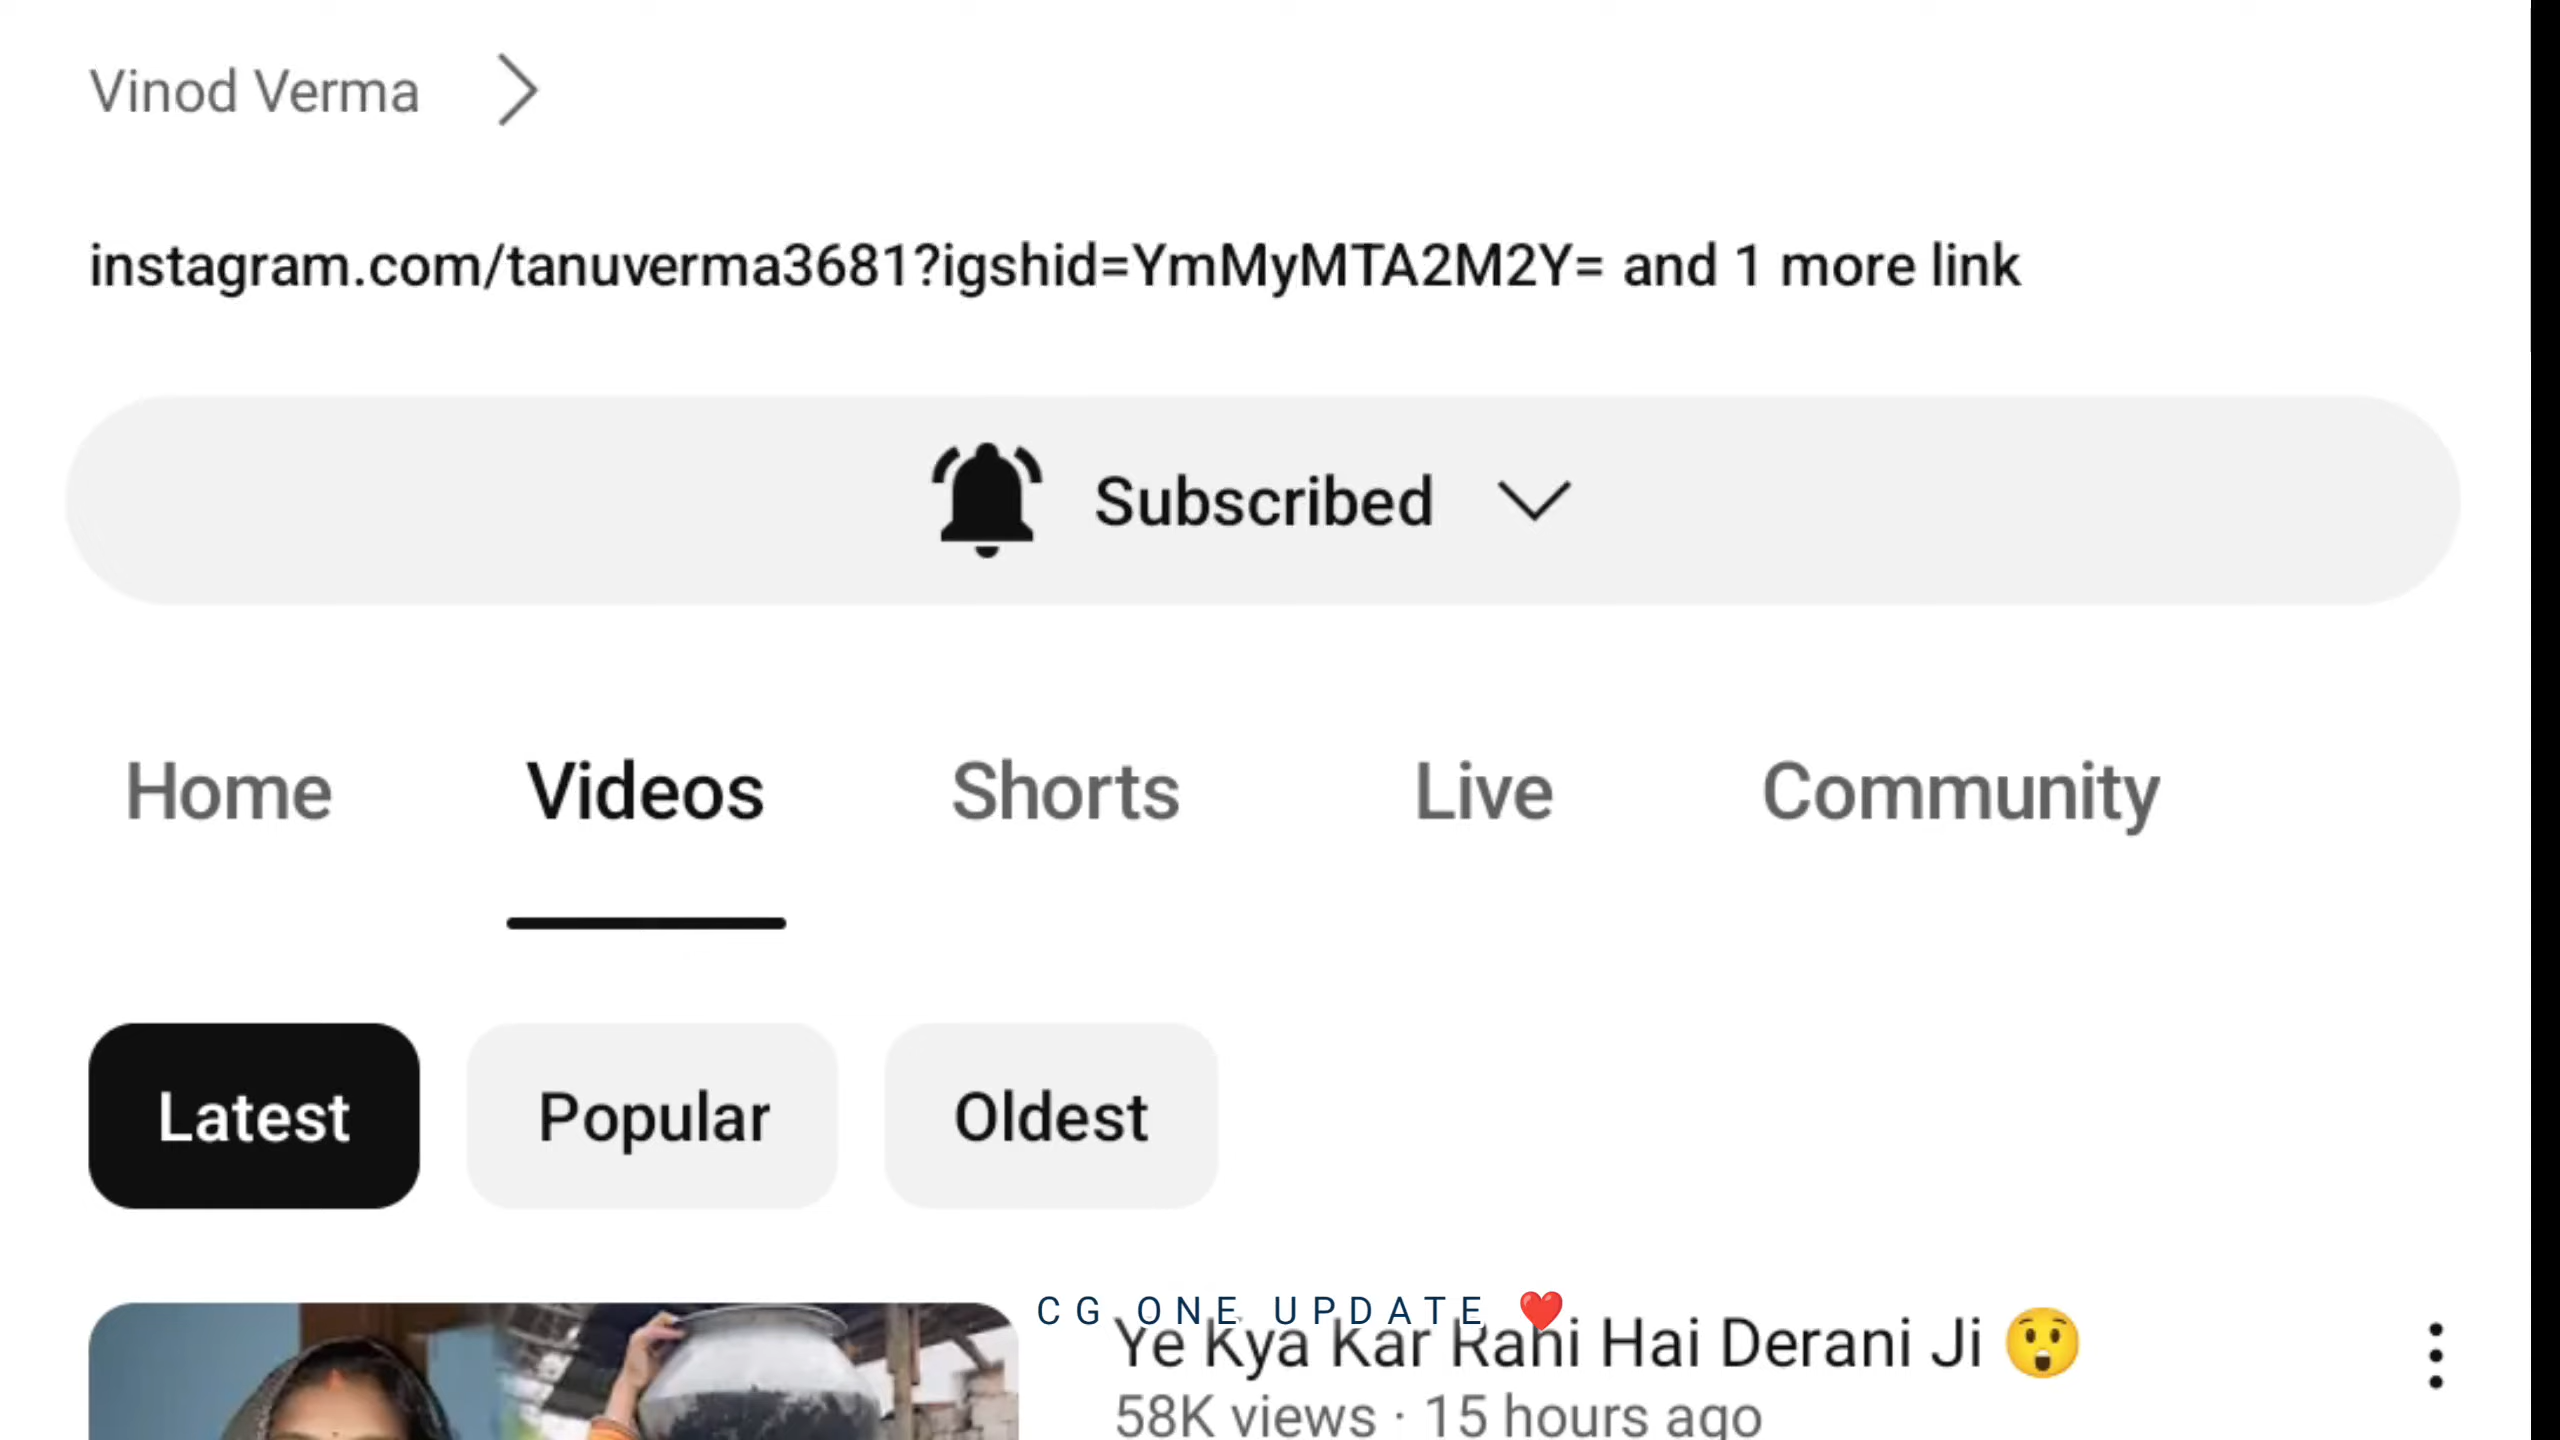 Vinod Verma
instagram.com/tanuverma3681?igshid=YmMyMTA2M2Y= and 1 more link
Subscribed
Home Videos Shorts Live Community
Latest Popular Oldest
CG ONE UPDATE ❤️
Ye Kya Kar Rahi Hai Derani Ji 😲
58K views · 15 hours ago